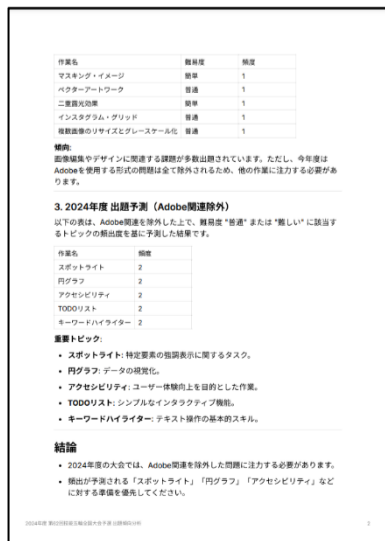 作業名 難易度 頻度
マスキング・イメージ 簡単 1
ベクターアートワーク 普通 1
二重露光効果 簡単 1
インスタグラム・グリッド 普通 1
複数画像のリサイズとグレースケール化 普通 1
傾向:
画像編集やデザインに関連する課題が多数出題されています。ただし、今年度は
Adobeを使用する形式の問題は全て除外されるため、他の作業に注力する必要があ
ります。
3. 2024年度 出題予測（Adobe関連除外）
以下の表は、Adobe関連を除外した上で、難易度 "普通" または "難しい" に該当す
るトピックの頻出度を基に予測した結果です。
作業名 頻度
スポットライト 2
円グラフ 2
アクセシビリティ 2
TODOリスト 2
キーワードハイライター 2
重要トピック:
• スポットライト: 特定要素の強調表示に関するタスク。
• 円グラフ: データの視覚化。
• アクセシビリティ: ユーザー体験向上を目的とした作業。
• TODOリスト: シンプルなインタラクティブ機能。
• キーワードハイライター: テキスト操作の基本的スキル。
結論
• 2024年度の大会では、Adobe関連を除外した問題に注力する必要があります。
• 頻出が予測される「スポットライト」「円グラフ」「アクセシビリティ」など
に対する準備を優先してください。
2